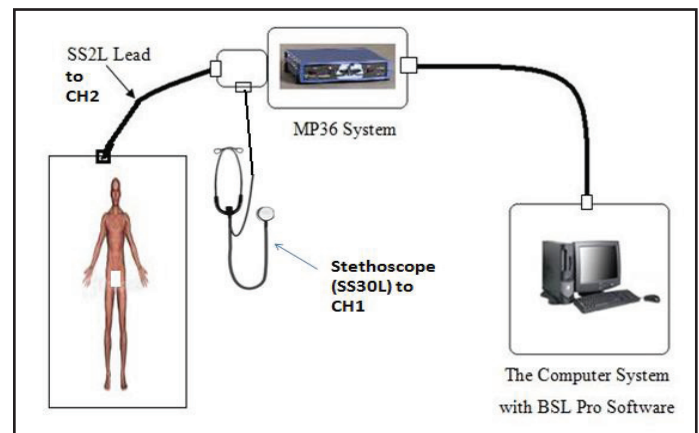 SS2L Lead
to
CH2
MP36 System
Stethoscope
(SS30L) to
CH1
The Computer System
with BSL Pro Software